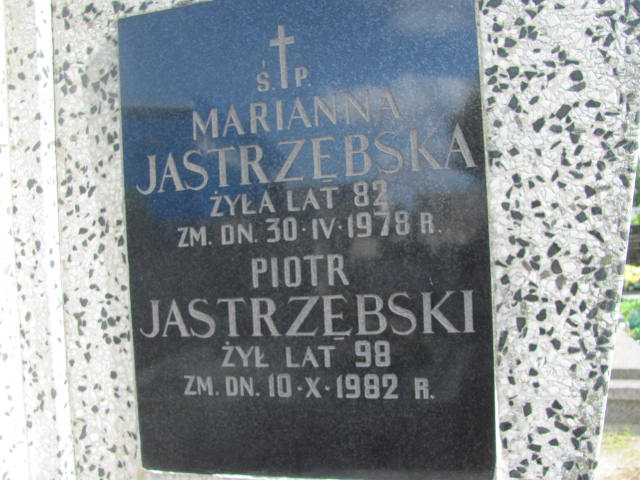 Ś. P.
MARIANNA
JASTRZĘBSKA
ŻYŁA LAT 82
ZM. DN. 30·IV·1978 R.
PIOTR
JASTRZĘBSKI
ŻYŁ LAT 98
ZM. DN. 10·X·1982 R.